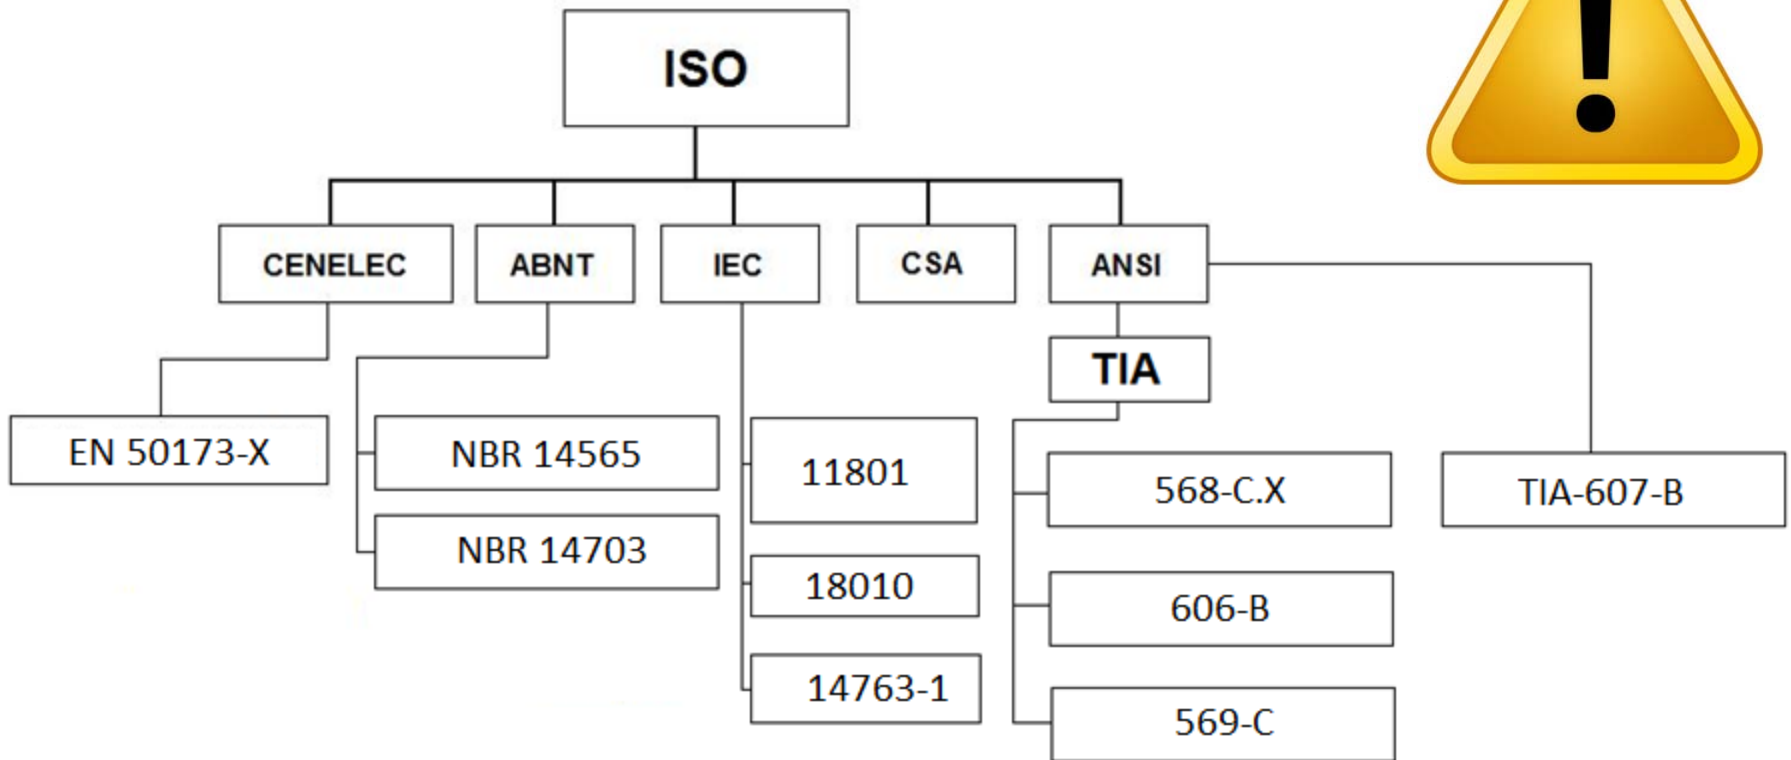 ISO
CENELEC
ABNT
IEC
CSA
ANSI
TIA
EN 50173-X
NBR 14565
NBR 14703
11801
18010
14763-1
568-C.X
606-B
569-C
TIA-607-B